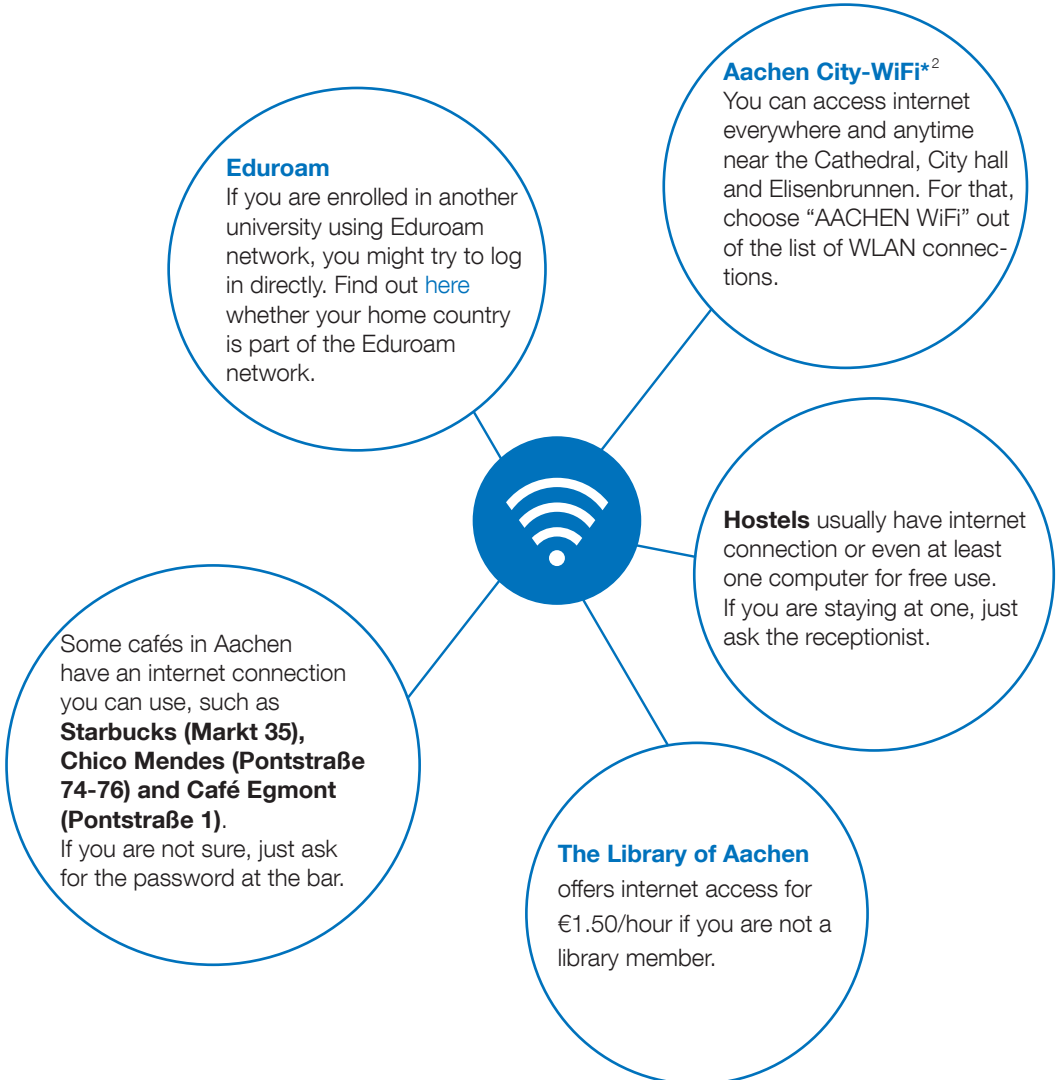 Aachen City-WiFi*2
You can access internet
everywhere and anytime
near the Cathedral, City hall
and Elisenbrunnen. For that,
choose “AACHEN WiFi” out
of the list of WLAN connec-
tions.
Eduroam
If you are enrolled in another
university using Eduroam
network, you might try to log
in directly. Find out here
whether your home country
is part of the Eduroam
network.
Hostels usually have internet
connection or even at least
one computer for free use.
If you are staying at one, just
ask the receptionist.
Some cafés in Aachen
have an internet connection
you can use, such as
Starbucks (Markt 35),
Chico Mendes (Pontstraße
74-76) and Café Egmont
(Pontstraße 1).
If you are not sure, just ask
for the password at the bar.
The Library of Aachen
offers internet access for
€1.50/hour if you are not a
library member.